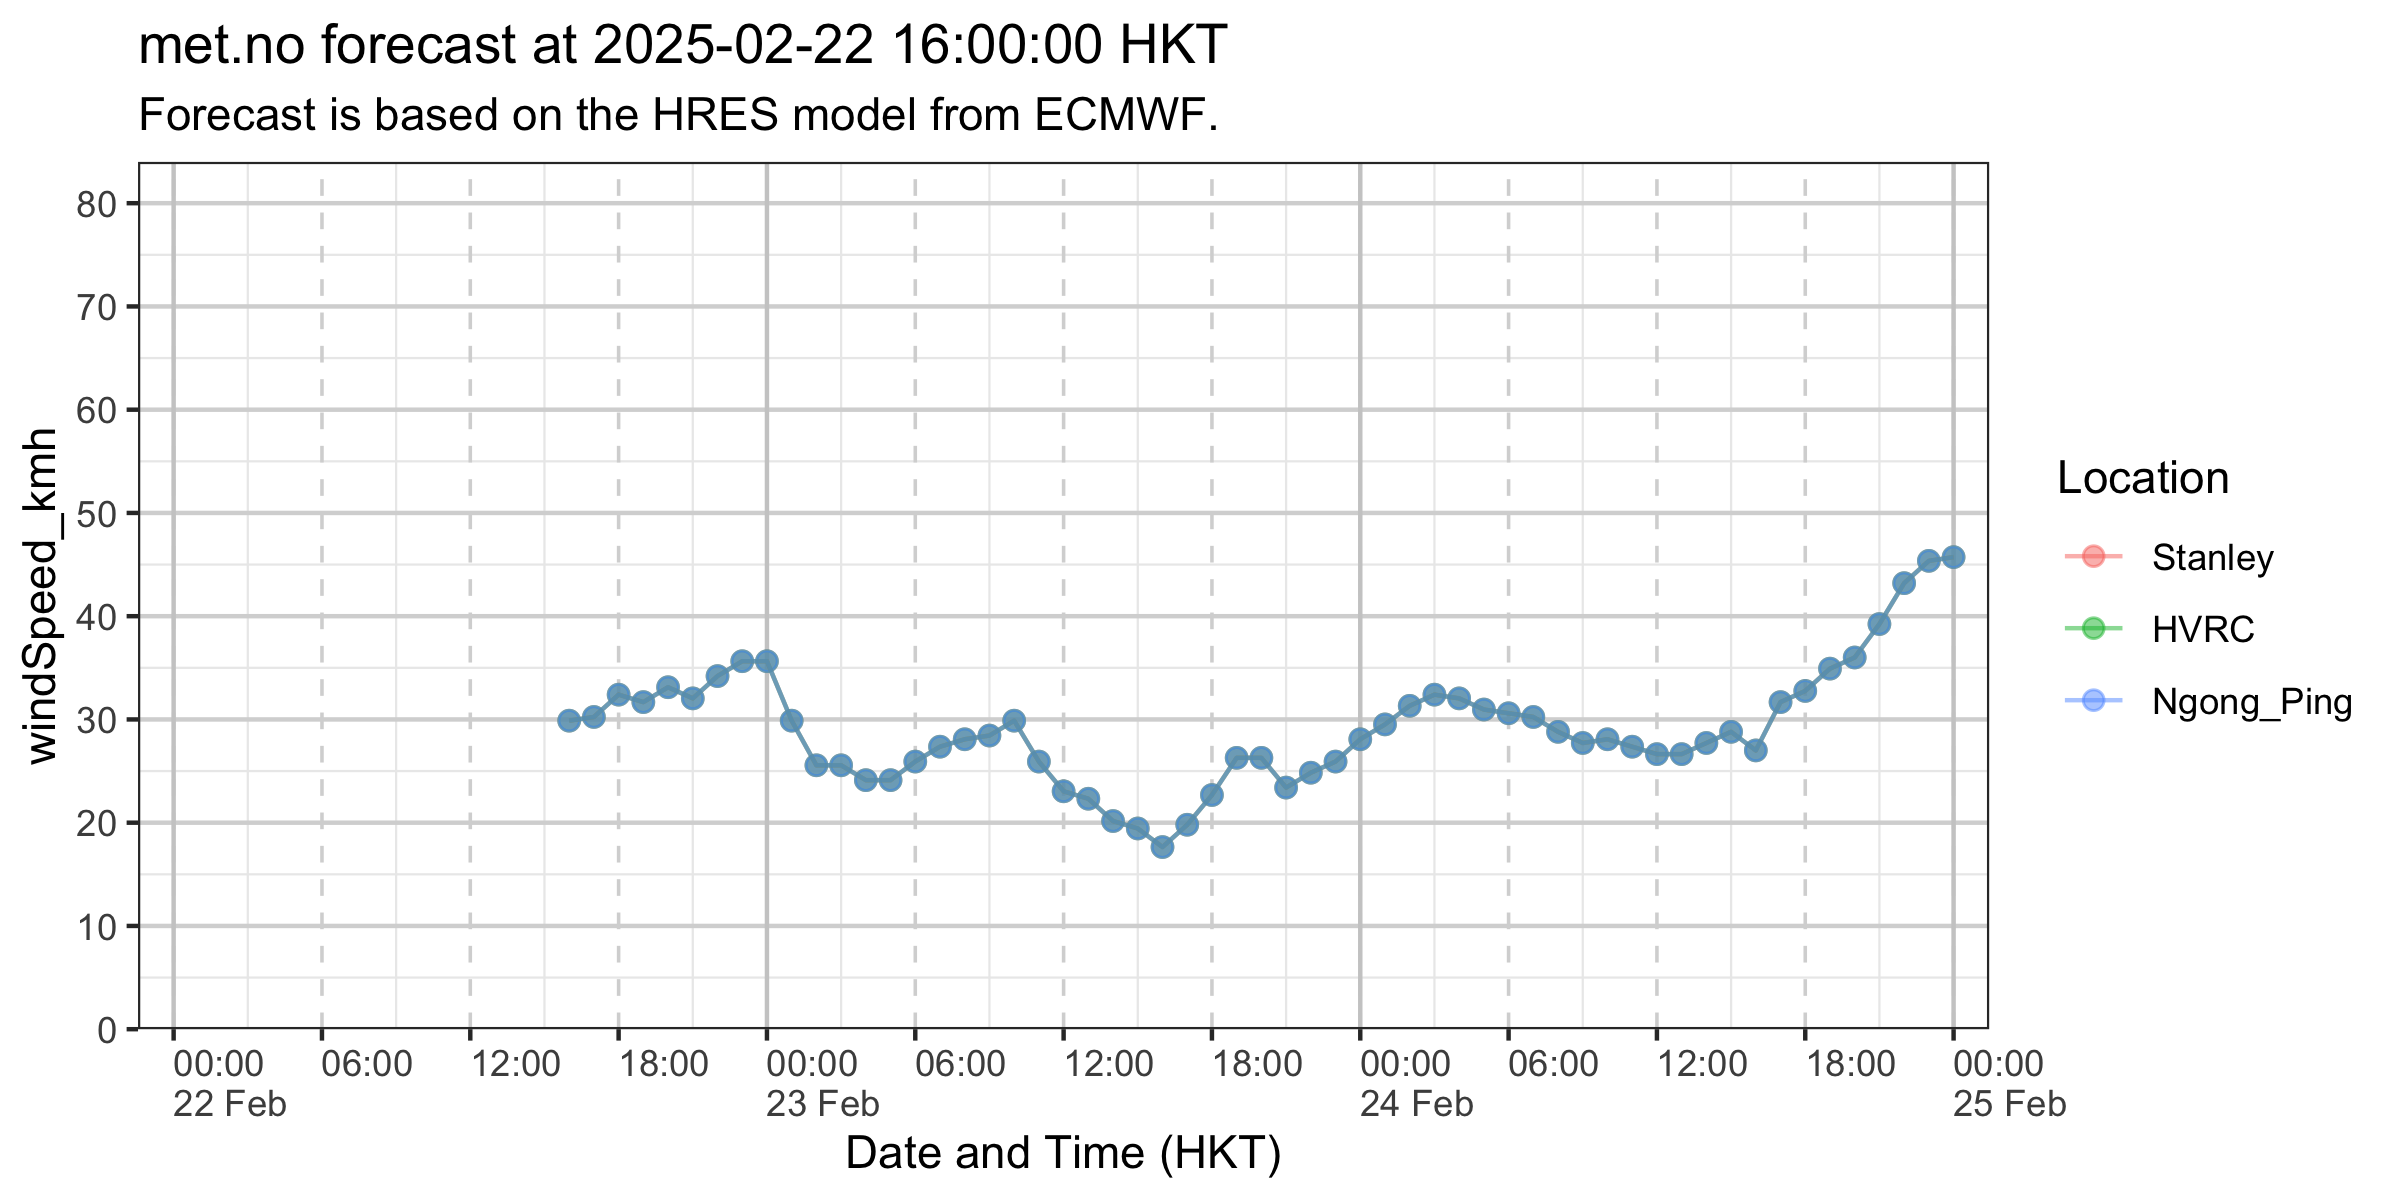 met.no forecast at 2025-02-22 16:00:00 HKT
Forecast is based on the HRES model from ECMWF.
windSpeed_kmh
80
70
60
50
40
30
20
10
0
00:00 06:00 12:00 18:00 00:00 06:00 12:00 18:00 00:00 06:00 12:00 18:00 00:00
22 Feb 23 Feb 24 Feb 25 Feb
Date and Time (HKT)
Location
Stanley
HVRC
Ngong_Ping